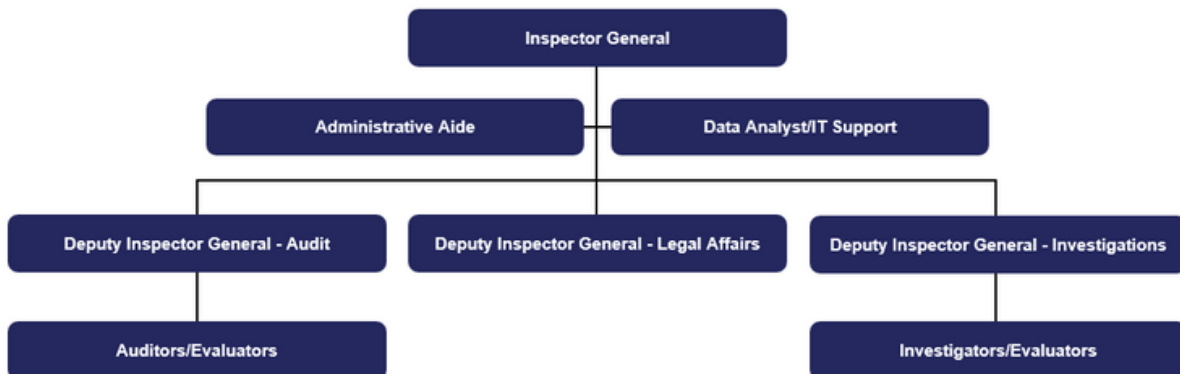 Inspector General
Administrative Aide
Data Analyst/IT Support
Deputy Inspector General - Audit
Deputy Inspector General - Legal Affairs
Deputy Inspector General - Investigations
Auditors/Evaluators
Investigators/Evaluators